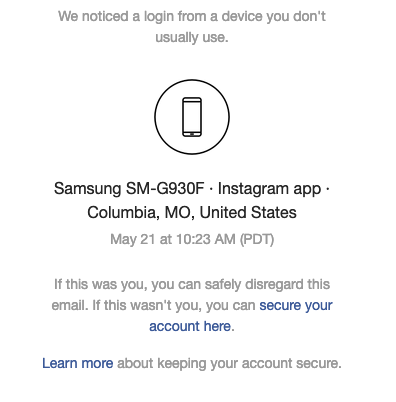 We noticed a login from a device you don't
usually use.
Samsung SM-G930F · Instagram app ·
Columbia, MO, United States
May 21 at 10:23 AM (PDT)
If this was you, you can safely disregard this
email. If this wasn't you, you can secure your
account here.
Learn more about keeping your account secure.